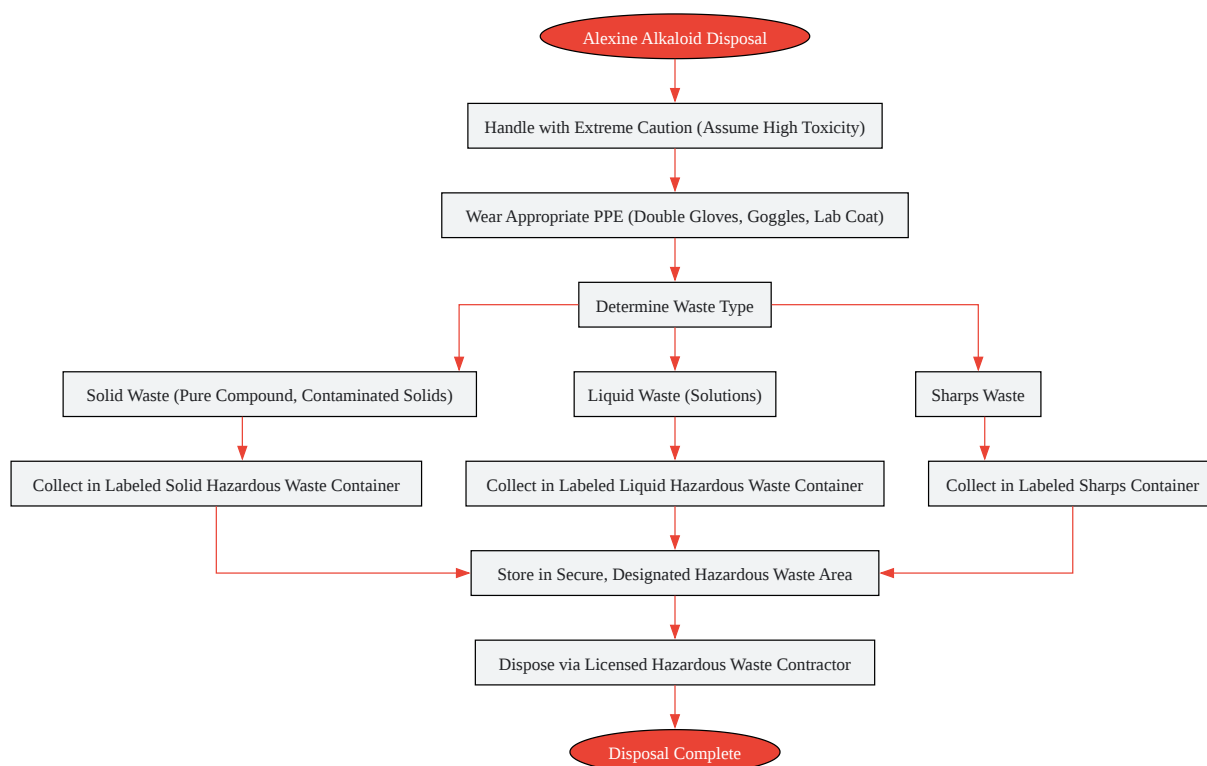 Alexine Alkaloid Disposal
Handle with Extreme Caution (Assume High Toxicity)
Wear Appropriate PPE (Double Gloves, Goggles, Lab Coat)
Determine Waste Type
Solid Waste (Pure Compound, Contaminated Solids)
Liquid Waste (Solutions)
Sharps Waste
Collect in Labeled Solid Hazardous Waste Container
Collect in Labeled Liquid Hazardous Waste Container
Collect in Labeled Sharps Container
Store in Secure, Designated Hazardous Waste Area
Dispose via Licensed Hazardous Waste Contractor
Disposal Complete